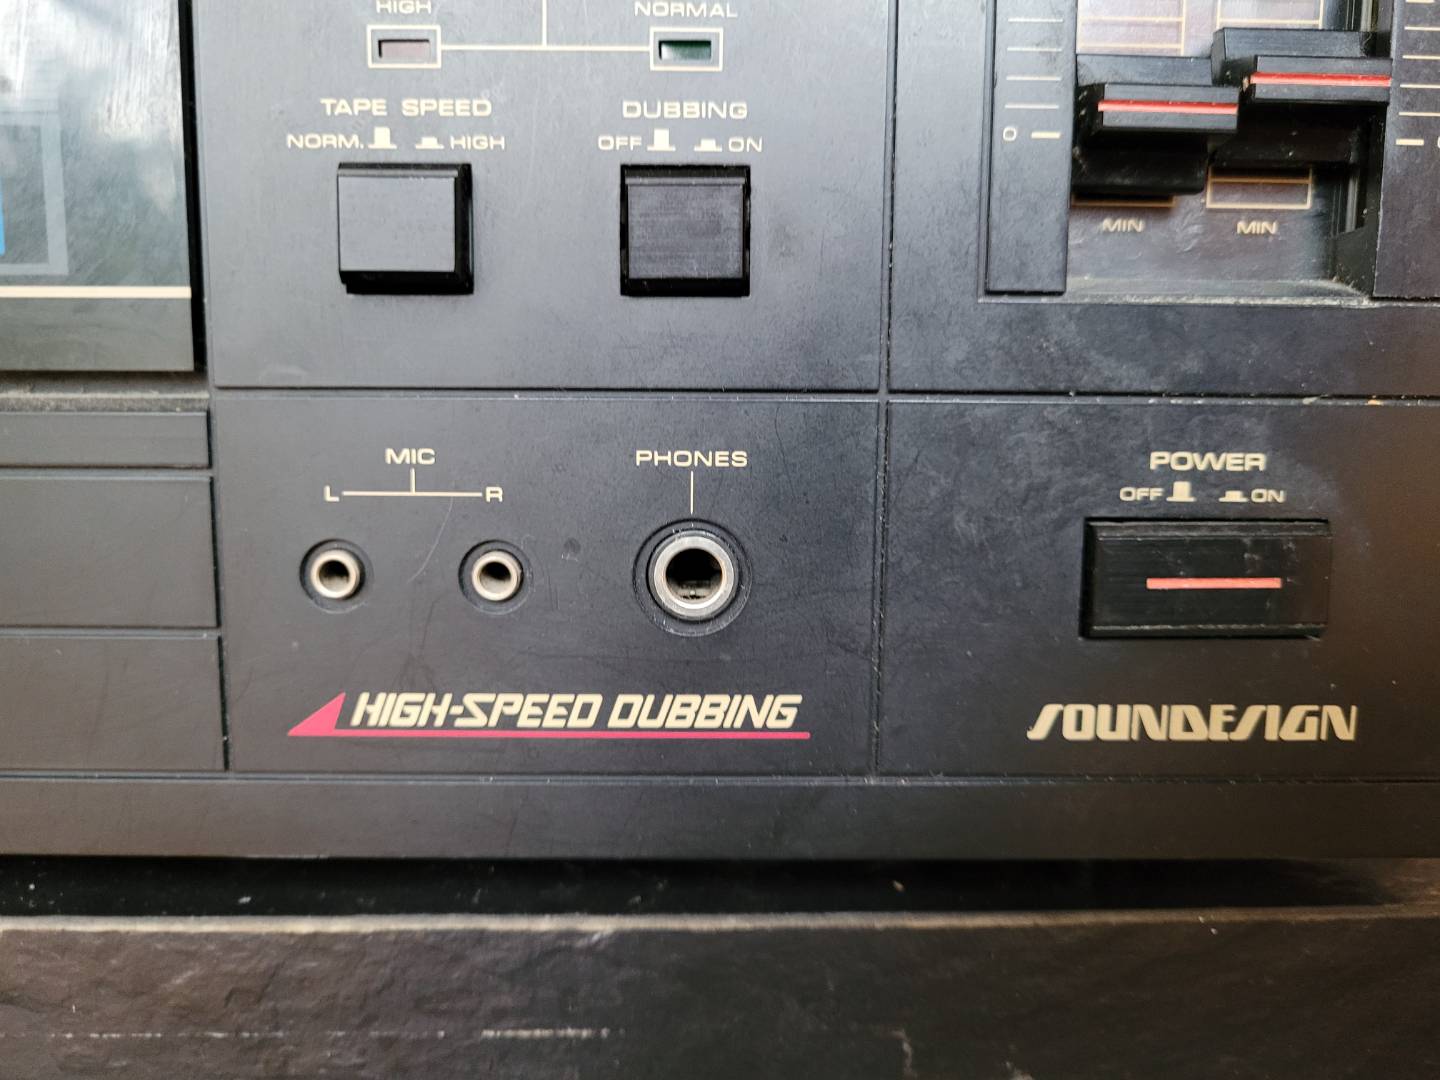 HIGH
NORMAL
TAPE SPEED
NORM. HIGH
DUBBING
OFF ON
0
MIN MIN
MIC
L R
PHONES
POWER
OFF ON
HIGH-SPEED DUBBING
SOUNDESIGN